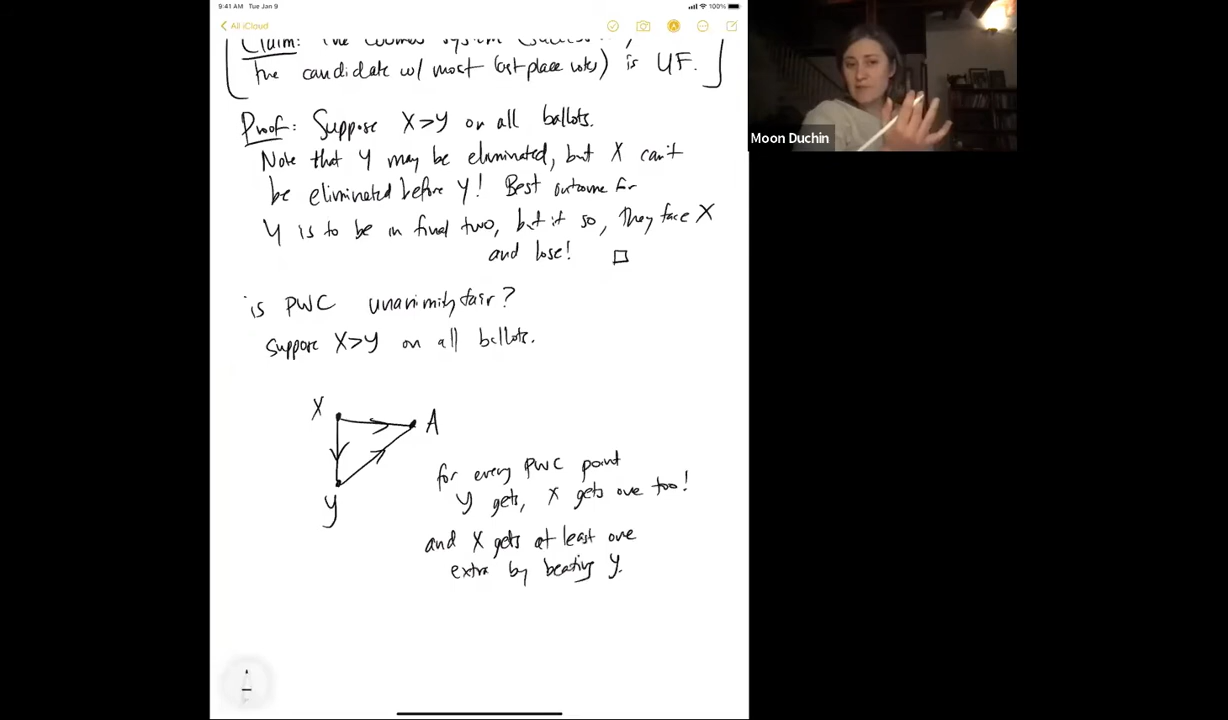 9:41 AM Tue Jan 9
100%
All iCloud
Claim: The Coombs system
the candidate w/ most last place votes) is UF.
Moon Duchin
Proof: Suppose X>Y on all ballots.
Note that Y may be eliminated, but X can't
be eliminated before Y! Best outcome for
Y is to be in final two, but if so, they face X
and lose! □
is PWC unanimity fair?
suppose X>Y on all ballots.
X
A
Y
for every PWC point
Y gets, X gets one too!
and X gets at least one
extra by beating Y.